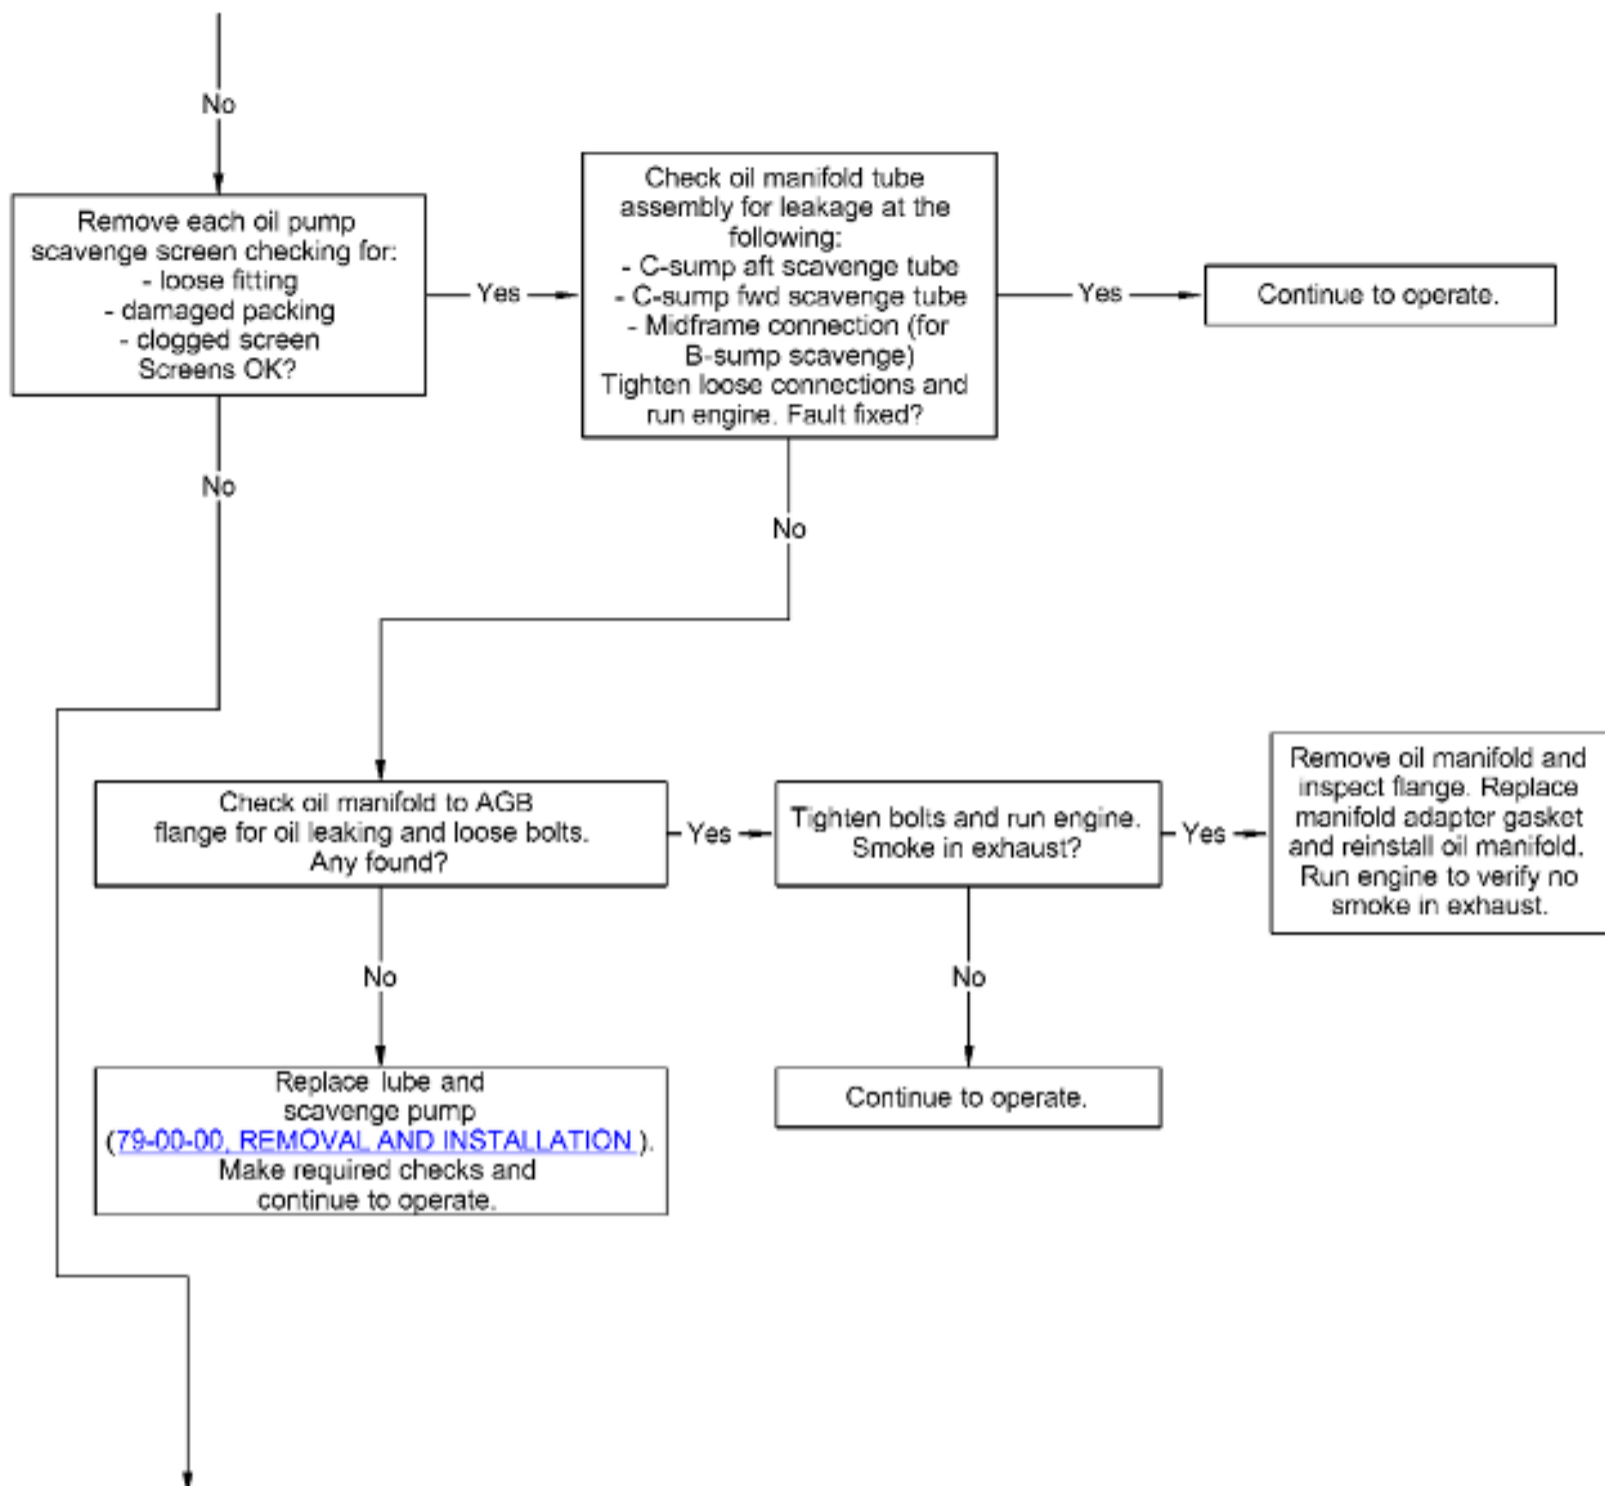 No
Remove each oil pump
scavenge screen checking for:
- loose fitting
- damaged packing
- clogged screen
Screens OK?
Yes
Check oil manifold tube
assembly for leakage at the
following:
- C-sump aft scavenge tube
- C-sump fwd scavenge tube
- Midframe connection (for
B-sump scavenge)
Tighten loose connections and
run engine. Fault fixed?
Yes
Continue to operate.
No
No
Check oil manifold to AGB
flange for oil leaking and loose bolts.
Any found?
Yes
Tighten bolts and run engine.
Smoke in exhaust?
Yes
Remove oil manifold and
inspect flange. Replace
manifold adapter gasket
and reinstall oil manifold.
Run engine to verify no
smoke in exhaust.
No
No
Replace lube and
scavenge pump
(79-00-00, REMOVAL AND INSTALLATION ).
Make required checks and
continue to operate.
Continue to operate.